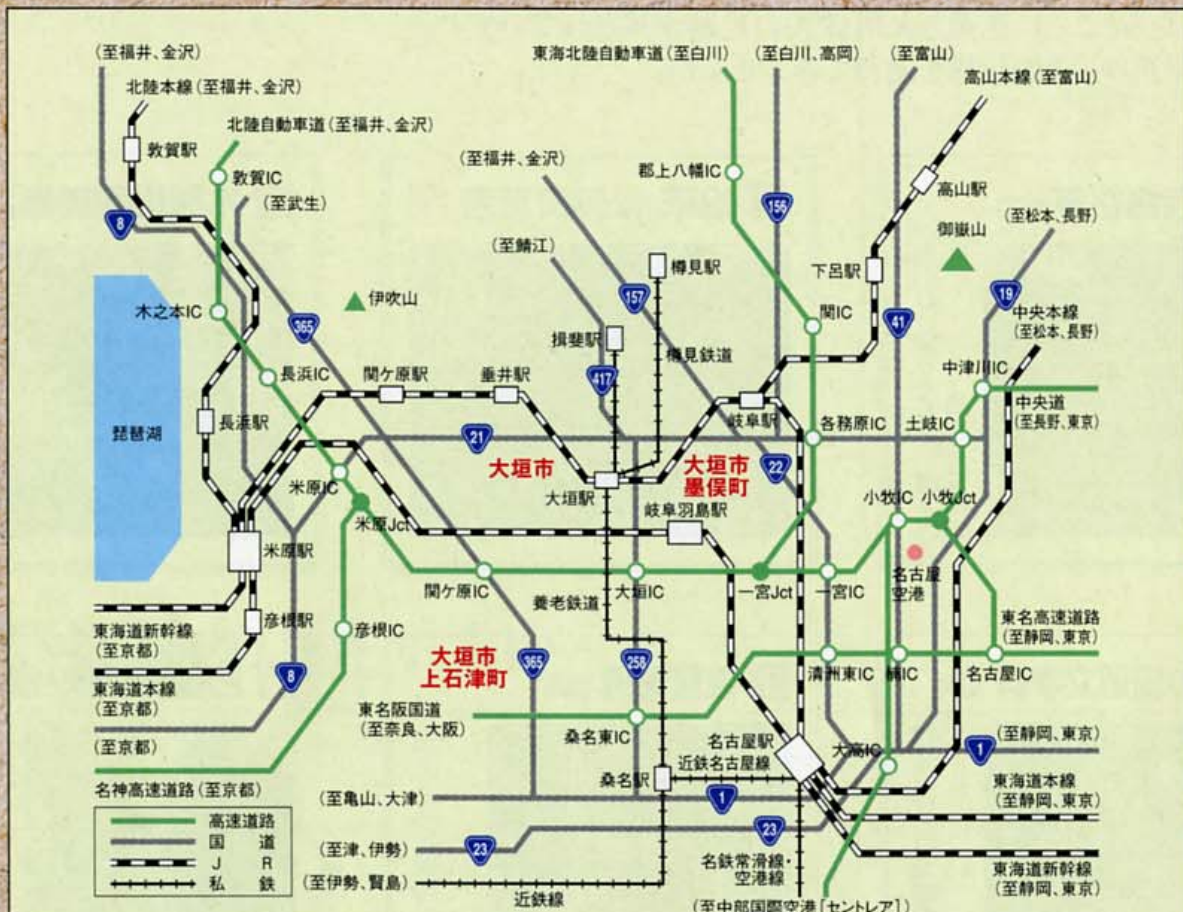 (至福井、金沢)
東海北陸自動車道(至白川)
(至白川、高岡)
(至富山)
北陸本線(至福井、金沢)
高山本線(至富山)
北陸自動車道(至福井、金沢)
敦賀駅
(至福井、金沢)
郡上八幡IC
敦賀IC
高山駅
(至武生)
156
(至松本、長野)
8
御嶽山
(至鯖江)
樽見駅
下呂駅
木之本IC
伊吹山
157
19
中央本線
(至松本、長野)
365
関IC
41
揖斐駅
樽見鉄道
長浜IC
関ケ原駅
垂井駅
417
中津川IC
中央道
(至長野、東京)
長浜駅
岐阜駅
各務原IC
土岐IC
琵琶湖
21
大垣市
大垣市
墨俣町
22
米原IC
大垣駅
小牧IC
小牧Jct
岐阜羽島駅
米原Jct
米原駅
名古屋
空港
関ケ原IC
大垣IC
一宮Jct
一宮IC
養老鉄道
彦根駅
東海道新幹線
(至京都)
彦根IC
東名高速道路
(至静岡、東京)
大垣市
上石津町
365
258
清洲東IC
楠IC
名古屋IC
8
東海道本線
(至京都)
東名阪国道
(至奈良、大阪)
桑名東IC
(至京都)
名古屋駅
大高IC
1
(至静岡、東京)
近鉄名古屋線
桑名駅
名神高速道路(至京都)
(至亀山、大津)
1
東海道本線
(至静岡、東京)
高速道路
国 道
J R
私 鉄
23
(至津、伊勢)
23
名鉄常滑線・
空港線
東海道新幹線
(至静岡、東京)
(至伊勢、賢島)
近鉄線
(至中部国際空港[セントレア])